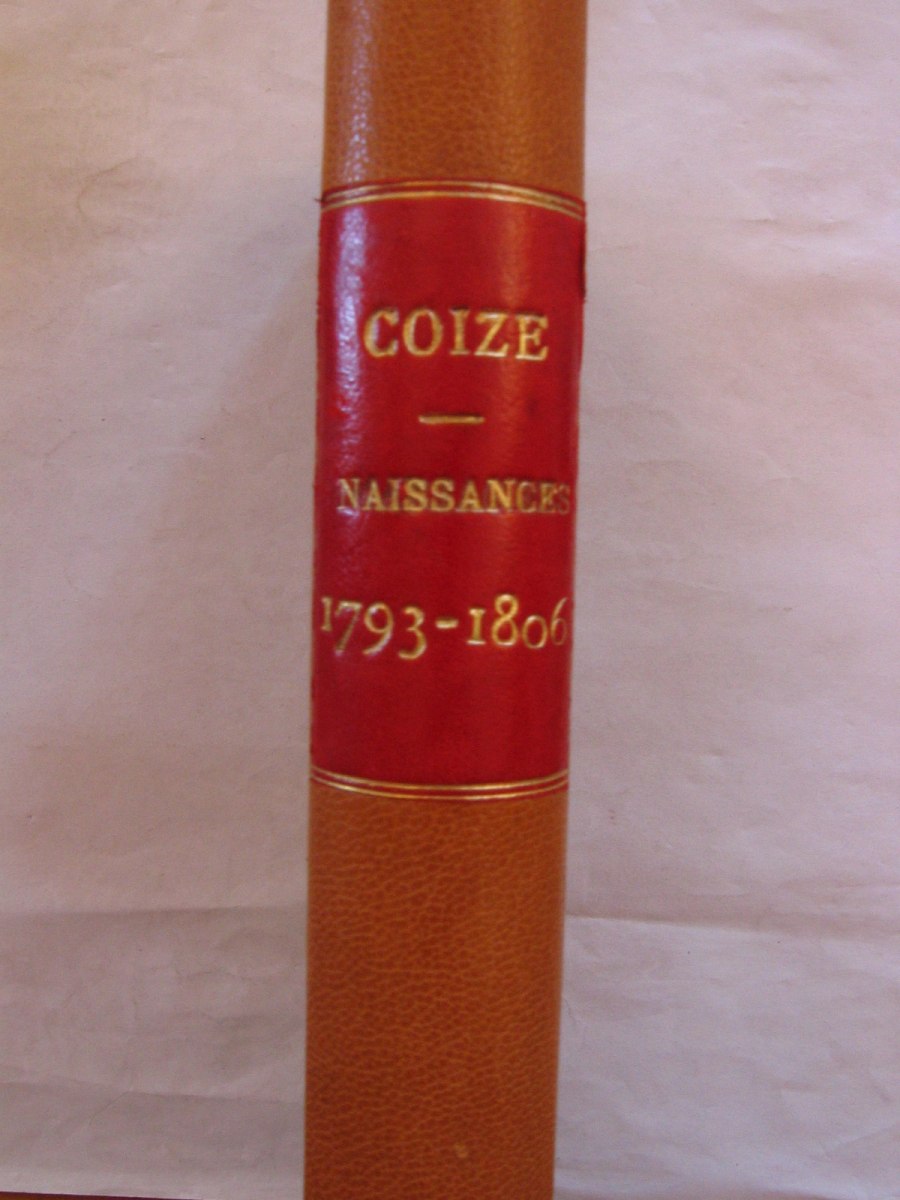 COIZE
—
NAISSANCES
1793-1806